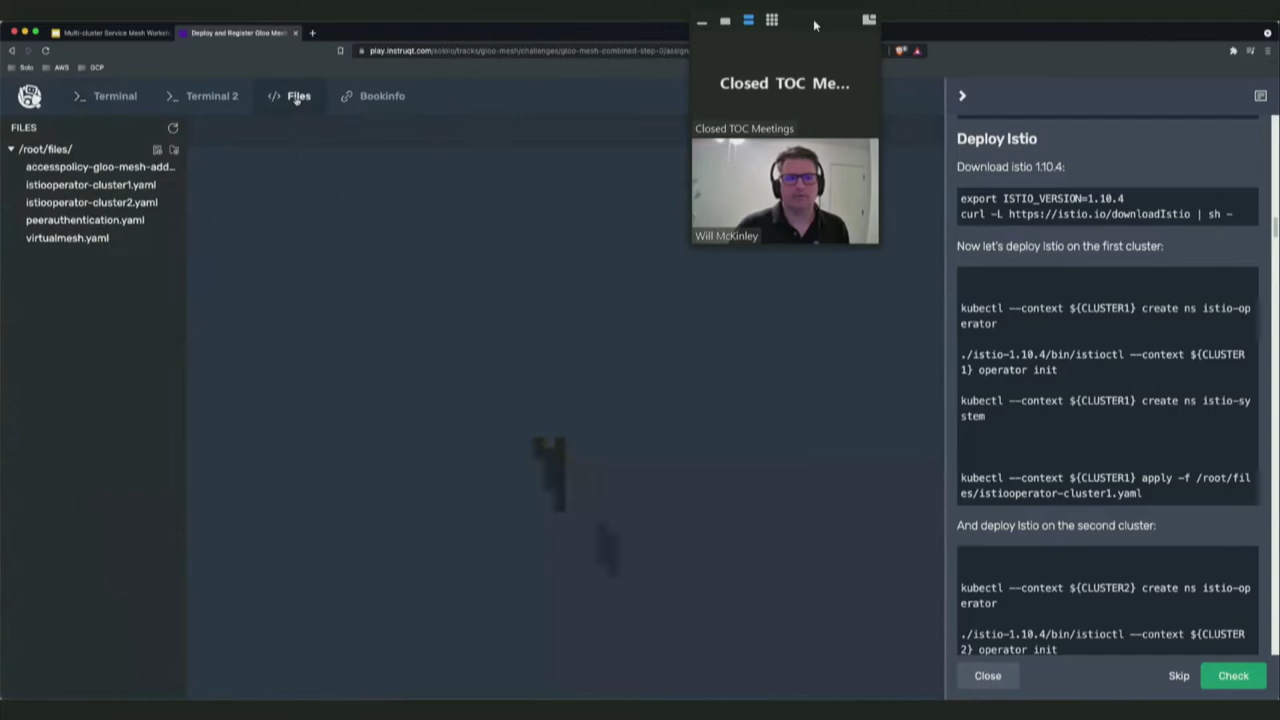 Multi-cluster Service Mesh Worksh
Deploy and Register Gloo Mesh
play.instruqt.com/soloio/tracks/gloo-mesh/challenges/gloo-mesh-combined-step-0/assign
Solo
AWS
GCP
Terminal
Terminal 2
Files
Bookinfo
FILES
/root/files/
accesspolicy-gloo-mesh-add...
istiooperator-cluster1.yaml
istiooperator-cluster2.yaml
peerauthentication.yaml
virtualmesh.yaml
Closed TOC Me...
Closed TOC Meetings
Will McKinley
Deploy Istio
Download istio 1.10.4:
export ISTIO_VERSION=1.10.4
curl -L https://istio.io/downloadIstio | sh -
Now let's deploy Istio on the first cluster:
kubectl --context ${CLUSTER1} create ns istio-op
erator
./istio-1.10.4/bin/istioctl --context ${CLUSTER
1} operator init
kubectl --context ${CLUSTER1} create ns istio-sy
stem
kubectl --context ${CLUSTER1} apply -f /root/fil
es/istiooperator-cluster1.yaml
And deploy Istio on the second cluster:
kubectl --context ${CLUSTER2} create ns istio-op
erator
./istio-1.10.4/bin/istioctl --context ${CLUSTER
2} operator init
Close
Skip
Check